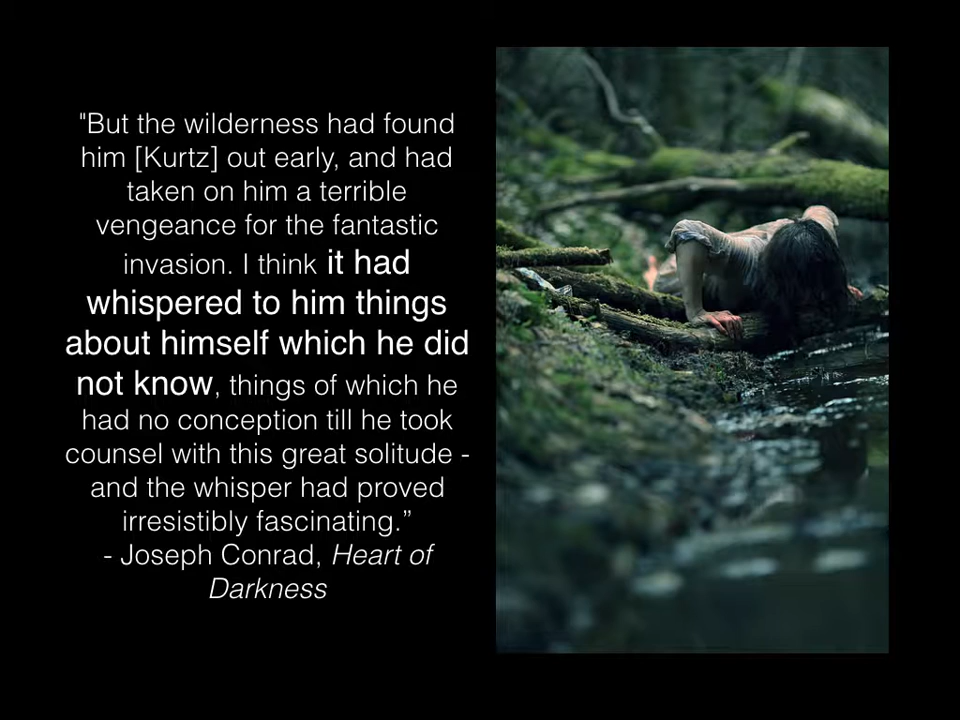 "But the wilderness had found
him [Kurtz] out early, and had
taken on him a terrible
vengeance for the fantastic
invasion. I think it had
whispered to him things
about himself which he did
not know, things of which he
had no conception till he took
counsel with this great solitude -
and the whisper had proved
irresistibly fascinating.”
- Joseph Conrad, Heart of
Darkness